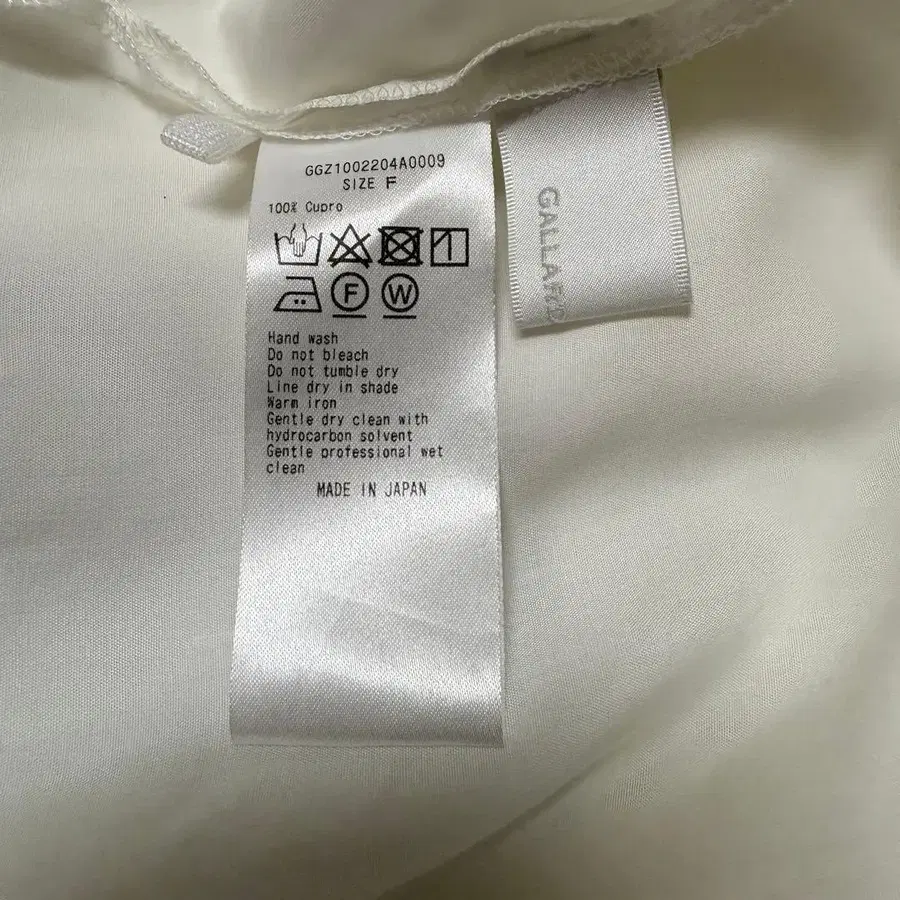 GGZ1002204A0009
SIZE F
100% Cupro
F W
Hand wash
Do not bleach
Do not tumble dry
Line dry in shade
Warm iron
Gentle dry clean with
hydrocarbon solvent
Gentle professional wet
clean
MADE IN JAPAN
GALLARD